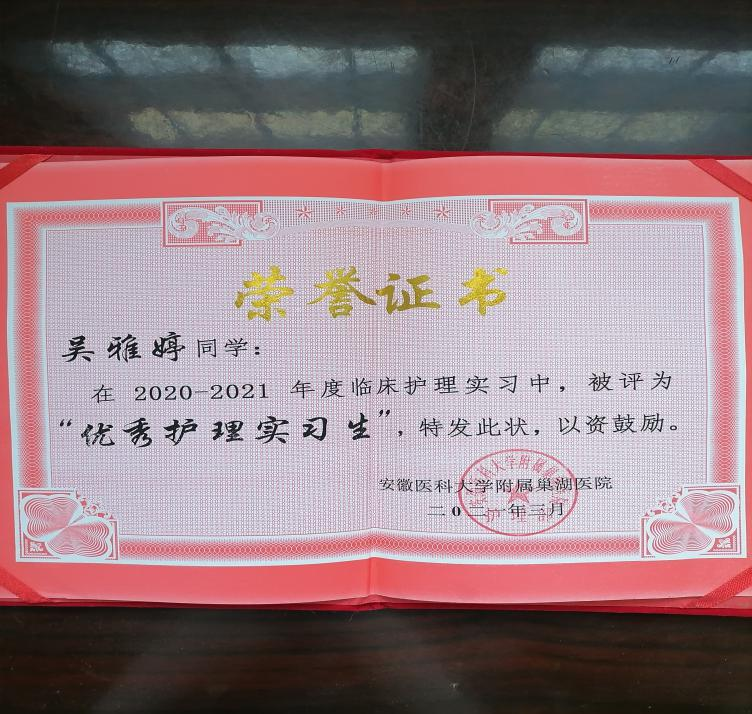 荣誉证书
吴雅婷同学：
在 2020-2021 年度临床护理实习中，被评为
“优秀护理实习生”，特发此状，以资鼓励。
安徽医科大学附属巢湖医院
二〇二一年三月
护理部